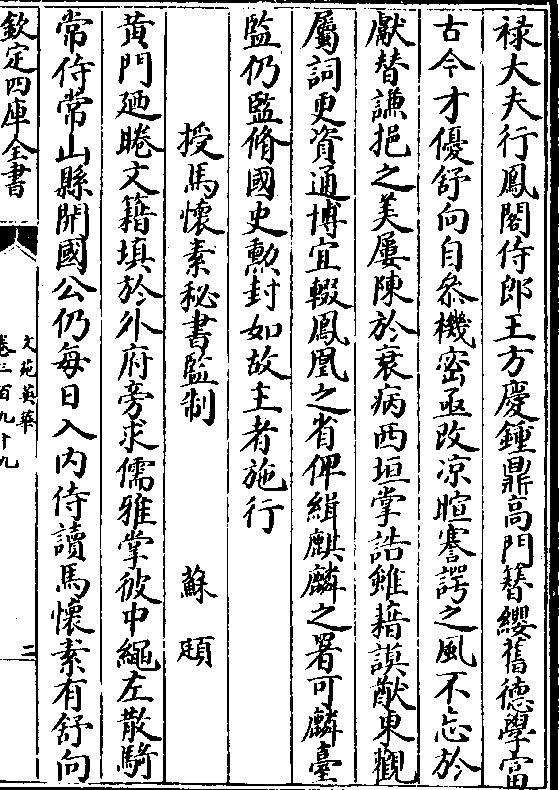 禄大夫行鳳閣侍郎王方慶鍾鼎高門簪纓舊德學富
古今才優舒向自叅機密亟改凉暄謇諤之風不忘於
獻替謙挹之美屢陳於衰病西垣掌誥雖藉謨猷東觀
屬詞更資通博宜輟鳳凰之省俾緝麒麟之署可麟臺
監仍監脩國史勲封如故主者施行
授馬懷素秘書監制 蘇頲
黄門廼睠文籍填於外府旁求儒雅掌彼中繩左散騎
常侍常山縣開國公仍每日入内侍讀馬懷素有舒向
欽定四庫全書
文苑英華
卷三百九十九
二